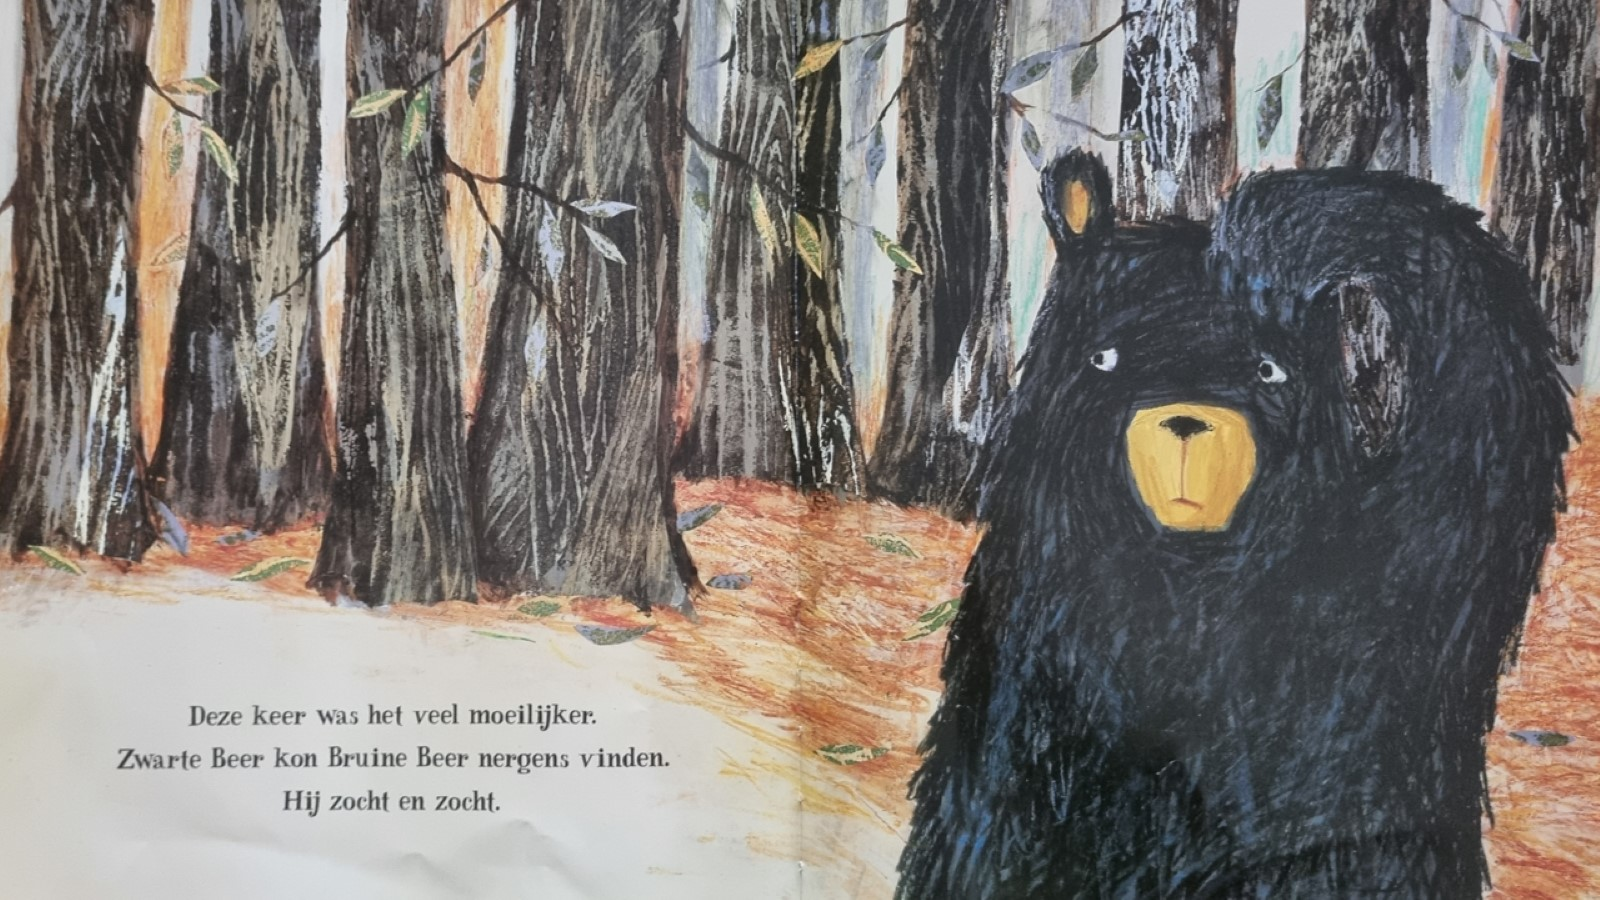 Deze keer was het veel moeilijker.
Zwarte Beer kon Bruine Beer nergens vinden.
Hij zocht en zocht.